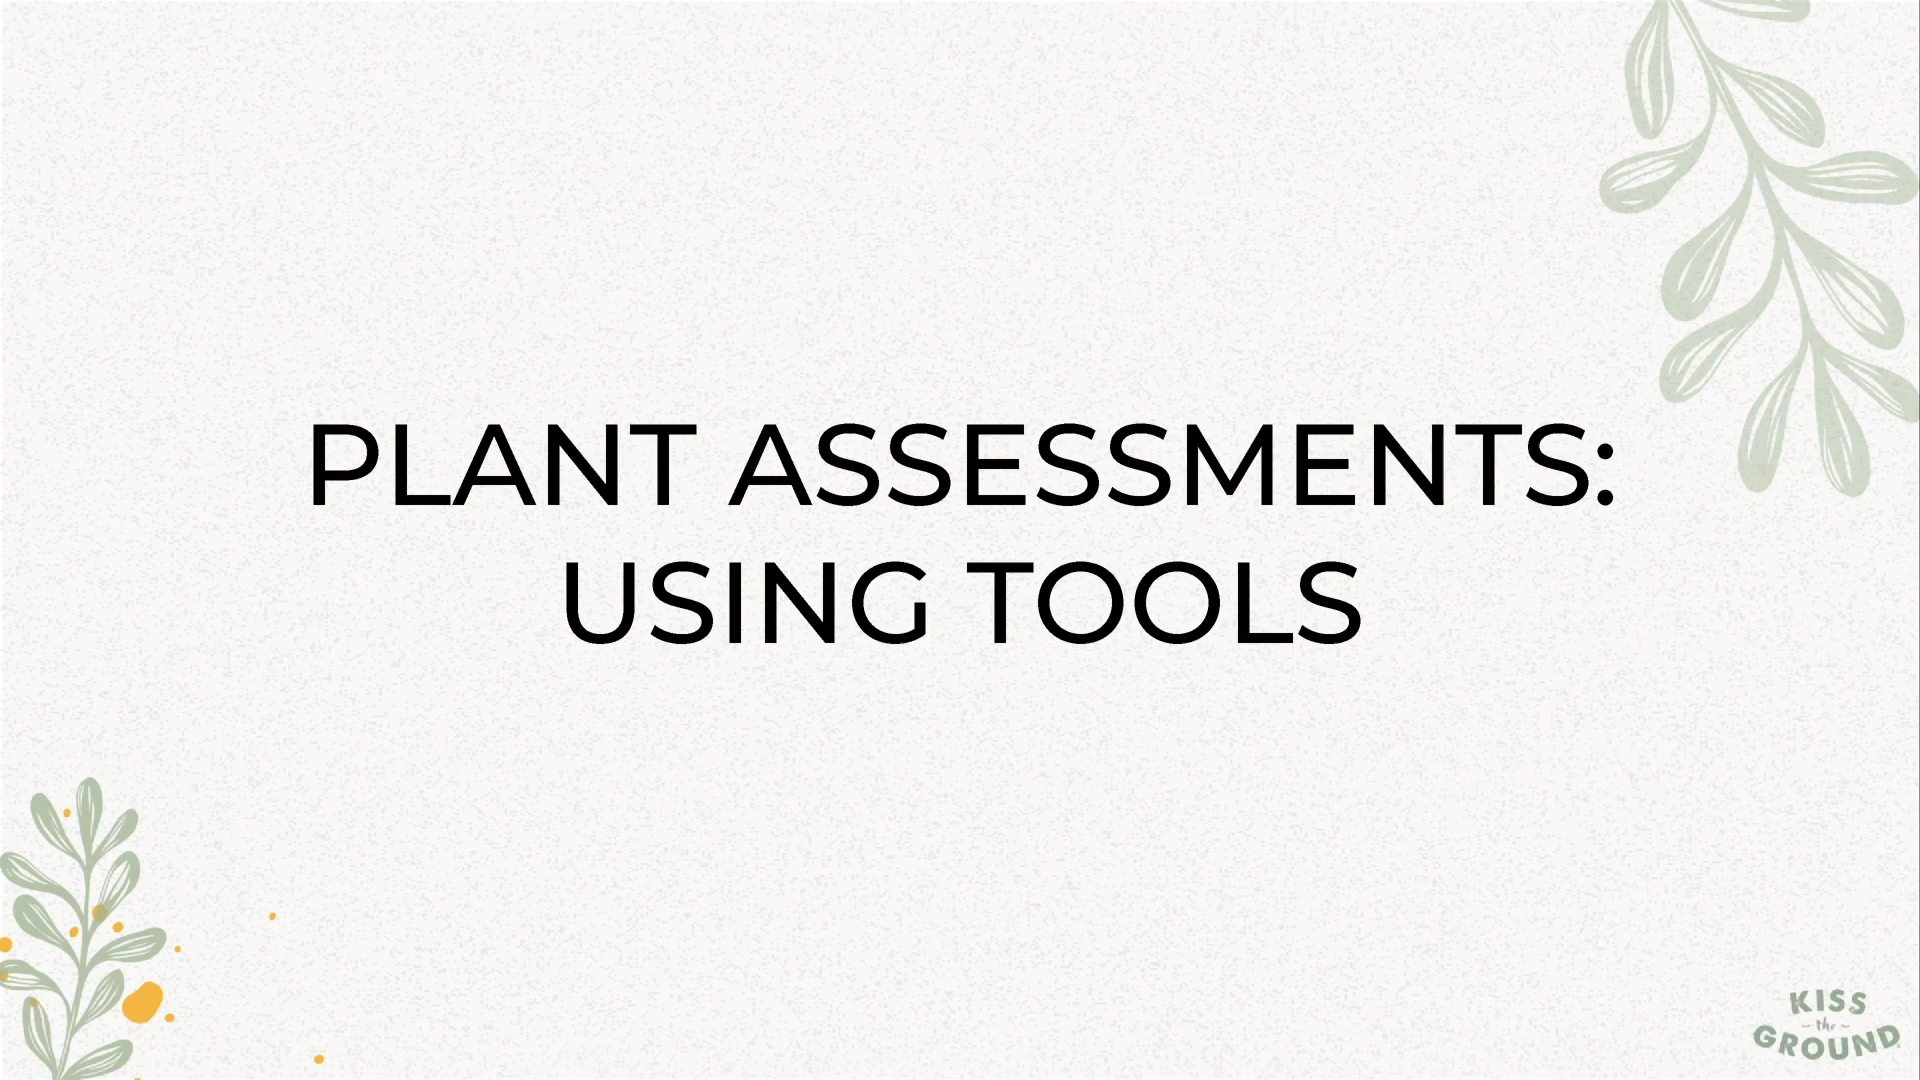 PLANT ASSESSMENTS:
USING TOOLS
KISS
the
GROUND